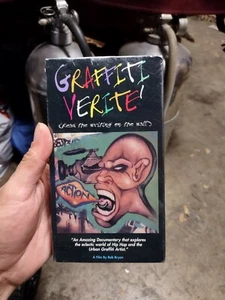 GRAFFITI
VERITE'
(Read the writing on the wall)
ACTION
"An Amazing Documentary that explores
the eclectic world of Hip Hop and the
Urban Graffiti Artist."
A Film By Bob Bryan